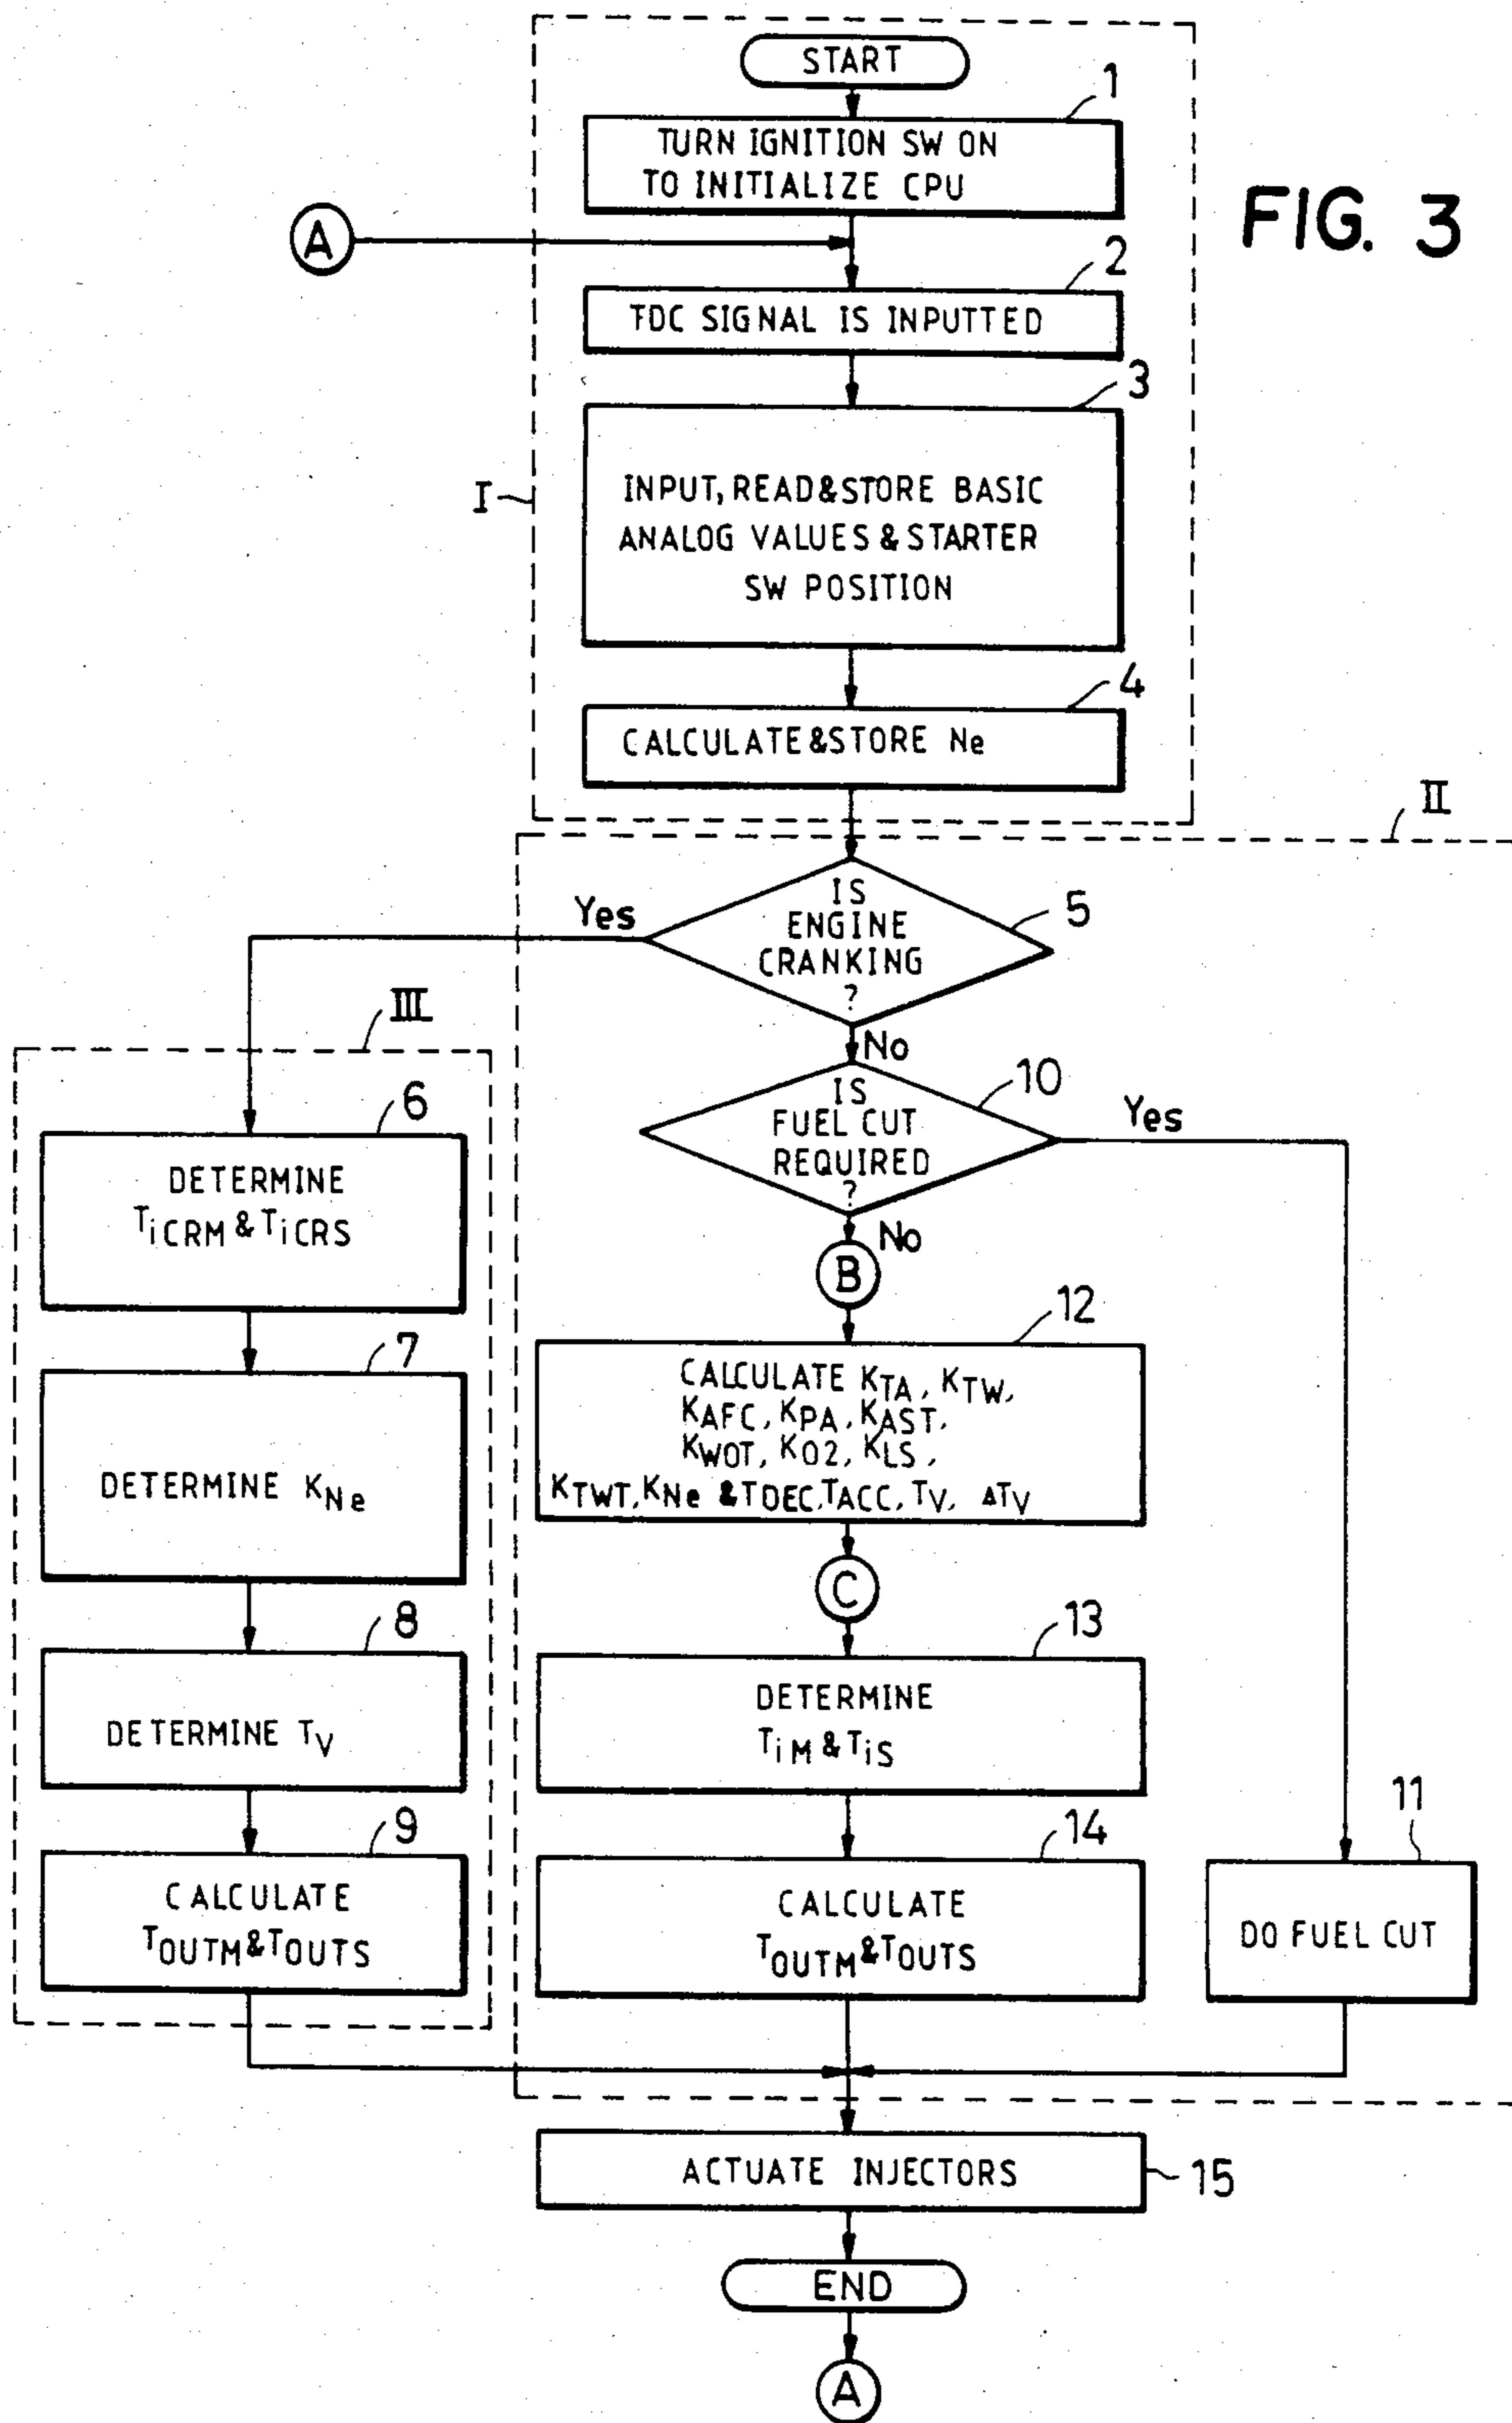 START
1
TURN IGNITION SW ON
TO INITIALIZE CPU
FIG. 3
A
2
TDC SIGNAL IS INPUTTED
3
INPUT, READ & STORE BASIC
ANALOG VALUES & STARTER
SW POSITION
I
4
CALCULATE & STORE Ne
II
IS
ENGINE
CRANKING
?
5
Yes
No
III
IS
FUEL CUT
REQUIRED
?
10
Yes
No
6
DETERMINE
TiCRM & TiCRS
B
12
CALCULATE KTA, KTW,
KAFC, KPA, KAST,
KWOT, KO2, KLS,
KTWT, KNe & TDEC, TACC, TV, ΔTV
7
DETERMINE KNe
C
8
DETERMINE TV
13
DETERMINE
TiM & TiS
9
CALCULATE
TOUTM & TOUTS
14
CALCULATE
TOUTM & TOUTS
11
DO FUEL CUT
ACTUATE INJECTORS
15
END
A